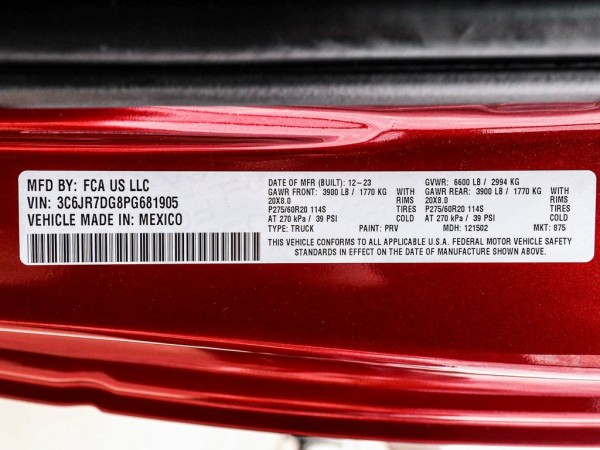 MFD BY: FCA US LLC
VIN: 3C6JR7DG8PG681905
VEHICLE MADE IN: MEXICO
DATE OF MFR (BUILT): 12-23 GVWR: 6600 LB / 2994 KG
GAWR FRONT: 3900 LB / 1770 KG GAWR REAR: 3900 LB / 1770 KG
20X8.0 RIMS 20X8.0 RIMS
P275/60R20 114S TIRES P275/60R20 114S TIRES
AT 270 kPa / 39 PSI AT 270 kPa / 39 PSI
TYPE: TRUCK PAINT: PRV MDH: 121502 MKT: 875
THIS VEHICLE CONFORMS TO ALL APPLICABLE U.S.A. FEDERAL MOTOR VEHICLE SAFETY
STANDARDS IN EFFECT ON THE DATE OF MANUFACTURE SHOWN ABOVE.